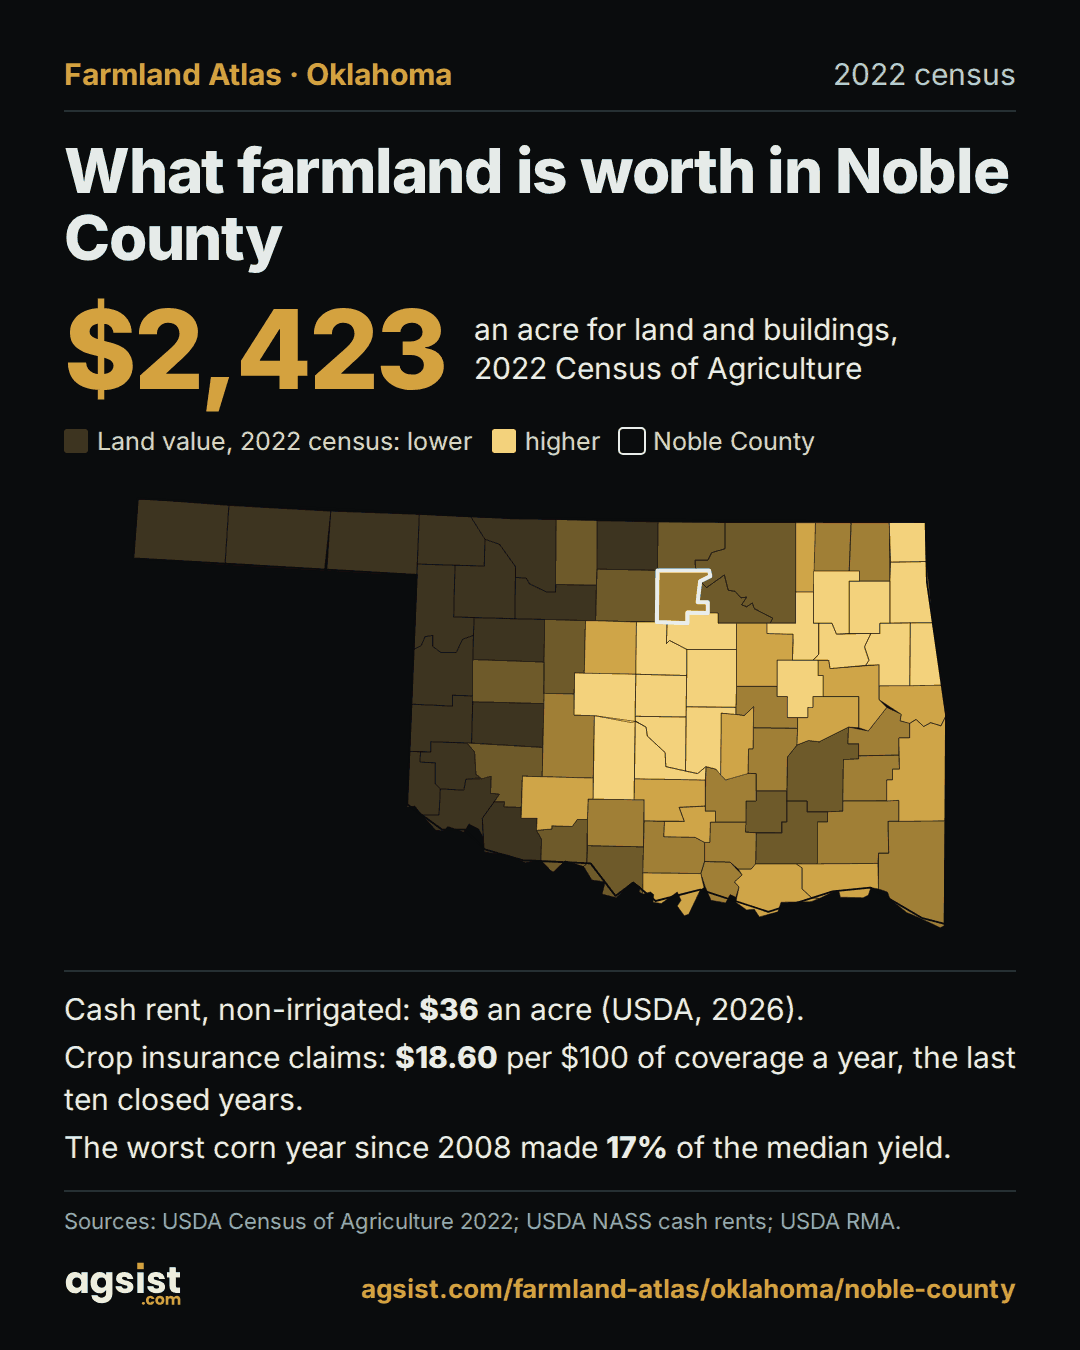 Farmland Atlas · Oklahoma
2022 census
What farmland is worth in Noble
County
$2,423
an acre for land and buildings,
2022 Census of Agriculture
Land value, 2022 census: lower
higher
Noble County
Cash rent, non-irrigated: $36 an acre (USDA, 2026).
Crop insurance claims: $18.60 per $100 of coverage a year, the last
ten closed years.
The worst corn year since 2008 made 17% of the median yield.
Sources: USDA Census of Agriculture 2022; USDA NASS cash rents; USDA RMA.
agsist
.com
agsist.com/farmland-atlas/oklahoma/noble-county